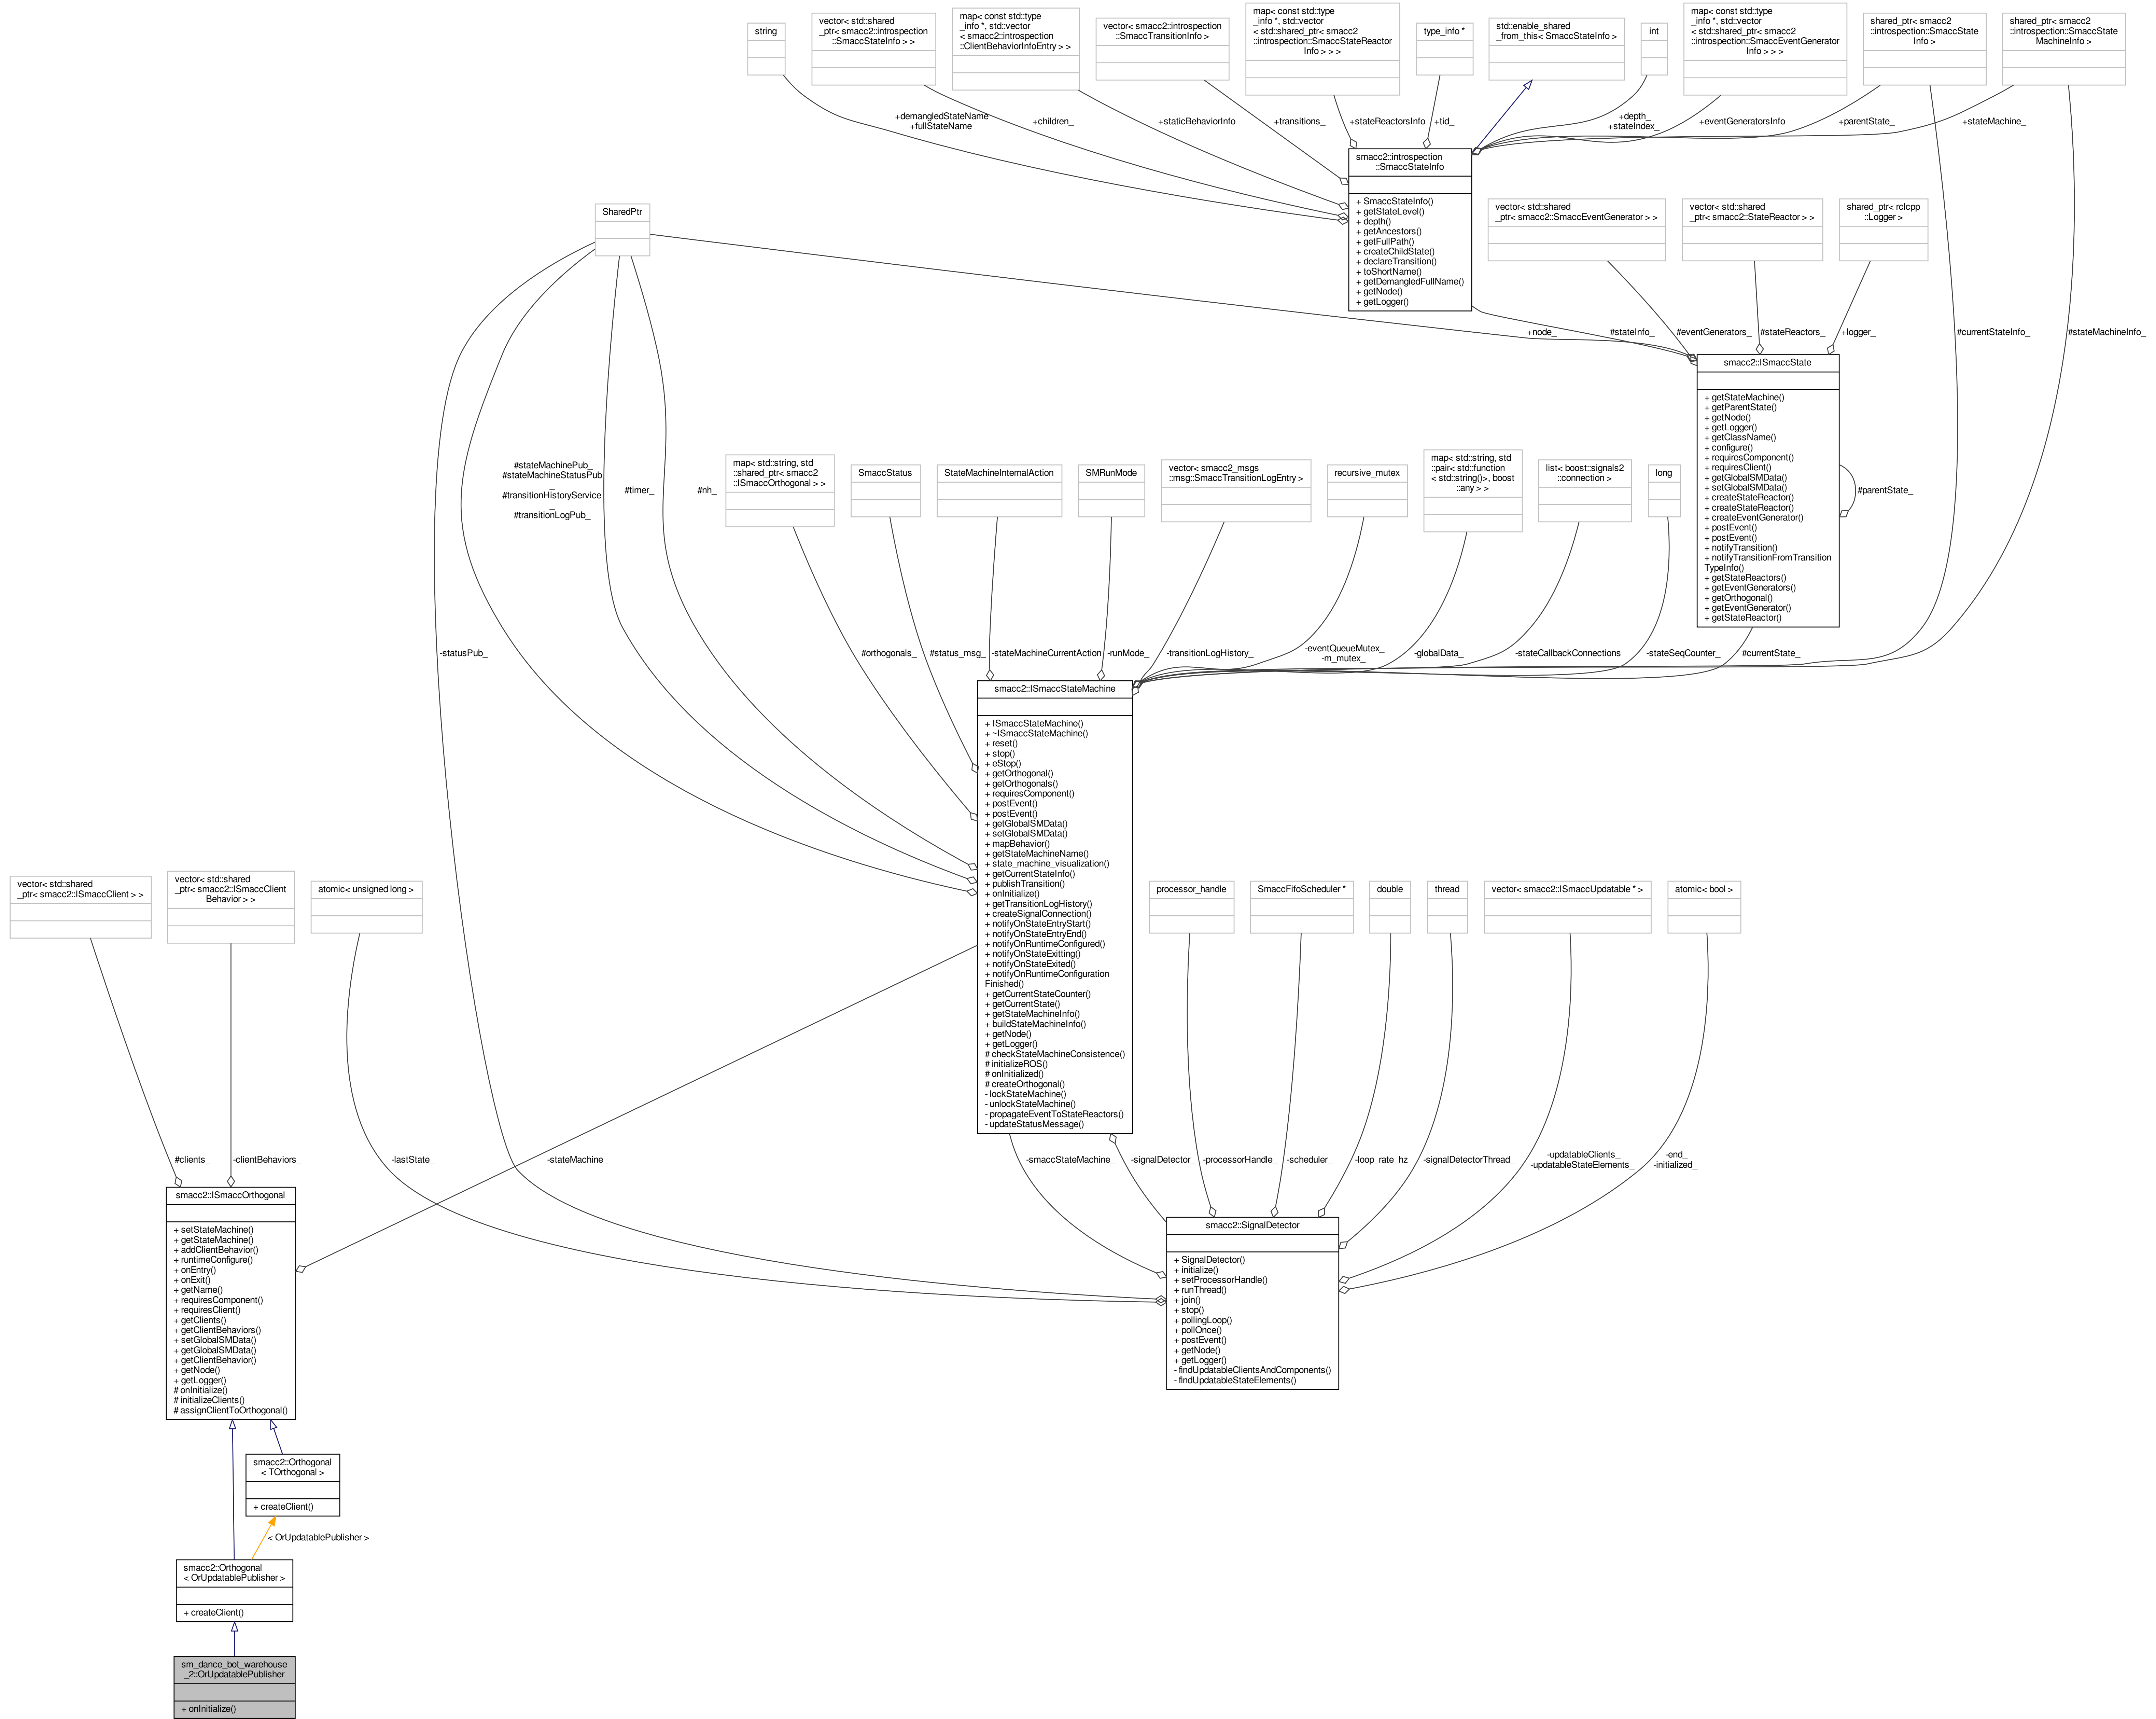 string
vector< std::shared
_ptr< smacc2::introspection
::SmaccStateInfo > >
map< const std::type
_info *, std::vector
< smacc2::introspection
::ClientBehaviorInfoEntry > >
vector< smacc2::introspection
::SmaccTransitionInfo >
map< const std::type
_info *, std::vector
< std::shared_ptr< smacc2
::introspection::SmaccStateReactor
Info > > >
type_info *
std::enable_shared
_from_this< SmaccStateInfo >
int
map< const std::type
_info *, std::vector
< std::shared_ptr< smacc2
::introspection::SmaccEventGenerator
Info > > >
shared_ptr< smacc2
::introspection::SmaccState
Info >
shared_ptr< smacc2
::introspection::SmaccState
MachineInfo >
+demangledStateName
+fullStateName
+children_
+staticBehaviorInfo
+transitions_
+stateReactorsInfo
+tid_
+depth_
+stateIndex_
+eventGeneratorsInfo
+parentState_
+stateMachine_
smacc2::introspection
::SmaccStateInfo
+ SmaccStateInfo()
+ getStateLevel()
+ depth()
+ getAncestors()
+ getFullPath()
+ createChildState()
+ declareTransition()
+ toShortName()
+ getDemangledFullName()
+ getNode()
+ getLogger()
SharedPtr
vector< std::shared
_ptr< smacc2::SmaccEventGenerator > >
vector< std::shared
_ptr< smacc2::StateReactor > >
shared_ptr< rclcpp
::Logger >
+node_
#stateInfo_
#eventGenerators_
#stateReactors_
+logger_
#currentStateInfo_
#stateMachineInfo_
smacc2::ISmaccState
+ getStateMachine()
+ getParentState()
+ getNode()
+ getLogger()
+ getClassName()
+ configure()
+ requiresComponent()
+ requiresClient()
+ getGlobalSMData()
+ setGlobalSMData()
+ createStateReactor()
+ createStateReactor()
+ createEventGenerator()
+ postEvent()
+ postEvent()
+ notifyTransition()
+ notifyTransitionFromTransition
TypeInfo()
+ getStateReactors()
+ getEventGenerators()
+ getOrthogonal()
+ getEventGenerator()
+ getStateReactor()
#parentState_
#stateMachinePub_
#stateMachineStatusPub
_
#transitionHistoryService
_
#transitionLogPub_
#timer_
#nh_
map< std::string, std
::shared_ptr< smacc2
::ISmaccOrthogonal > >
SmaccStatus
StateMachineInternalAction
SMRunMode
vector< smacc2_msgs
::msg::SmaccTransitionLogEntry >
recursive_mutex
map< std::string, std
::pair< std::function
< std::string()>, boost
::any > >
list< boost::signals2
::connection >
long
-statusPub_
#orthogonals_
#status_msg_
-stateMachineCurrentAction
-runMode_
-transitionLogHistory_
-eventQueueMutex_
-m_mutex_
-globalData_
-stateCallbackConnections
-stateSeqCounter_
#currentState_
smacc2::ISmaccStateMachine
+ ISmaccStateMachine()
+ ~ISmaccStateMachine()
+ reset()
+ stop()
+ eStop()
+ getOrthogonal()
+ getOrthogonals()
+ requiresComponent()
+ postEvent()
+ postEvent()
+ getGlobalSMData()
+ setGlobalSMData()
+ mapBehavior()
+ getStateMachineName()
+ state_machine_visualization()
+ getCurrentStateInfo()
+ publishTransition()
+ onInitialize()
+ getTransitionLogHistory()
+ createSignalConnection()
+ notifyOnStateEntryStart()
+ notifyOnStateEntryEnd()
+ notifyOnRuntimeConfigured()
+ notifyOnStateExitting()
+ notifyOnStateExited()
+ notifyOnRuntimeConfiguration
Finished()
+ getCurrentStateCounter()
+ getCurrentState()
+ getStateMachineInfo()
+ buildStateMachineInfo()
+ getNode()
+ getLogger()
# checkStateMachineConsistence()
# initializeROS()
# onInitialized()
# createOrthogonal()
- lockStateMachine()
- unlockStateMachine()
- propagateEventToStateReactors()
- updateStatusMessage()
vector< std::shared
_ptr< smacc2::ISmaccClient > >
vector< std::shared
_ptr< smacc2::ISmaccClient
Behavior > >
atomic< unsigned long >
processor_handle
SmaccFifoScheduler *
double
thread
vector< smacc2::ISmaccUpdatable * >
atomic< bool >
#clients_
-clientBehaviors_
-lastState_
-stateMachine_
-smaccStateMachine_
-signalDetector_
-processorHandle_
-scheduler_
-loop_rate_hz
-signalDetectorThread_
-updatableClients_
-updatableStateElements_
-end_
-initialized_
smacc2::ISmaccOrthogonal
+ setStateMachine()
+ getStateMachine()
+ addClientBehavior()
+ runtimeConfigure()
+ onEntry()
+ onExit()
+ getName()
+ requiresComponent()
+ requiresClient()
+ getClients()
+ getClientBehaviors()
+ setGlobalSMData()
+ getGlobalSMData()
+ getClientBehavior()
+ getNode()
+ getLogger()
# onInitialize()
# initializeClients()
# assignClientToOrthogonal()
smacc2::SignalDetector
+ SignalDetector()
+ initialize()
+ setProcessorHandle()
+ runThread()
+ join()
+ stop()
+ pollingLoop()
+ pollOnce()
+ postEvent()
+ getNode()
+ getLogger()
- findUpdatableClientsAndComponents()
- findUpdatableStateElements()
smacc2::Orthogonal
< TOrthogonal >
+ createClient()
< OrUpdatablePublisher >
smacc2::Orthogonal
< OrUpdatablePublisher >
+ createClient()
sm_dance_bot_warehouse
_2::OrUpdatablePublisher
+ onInitialize()